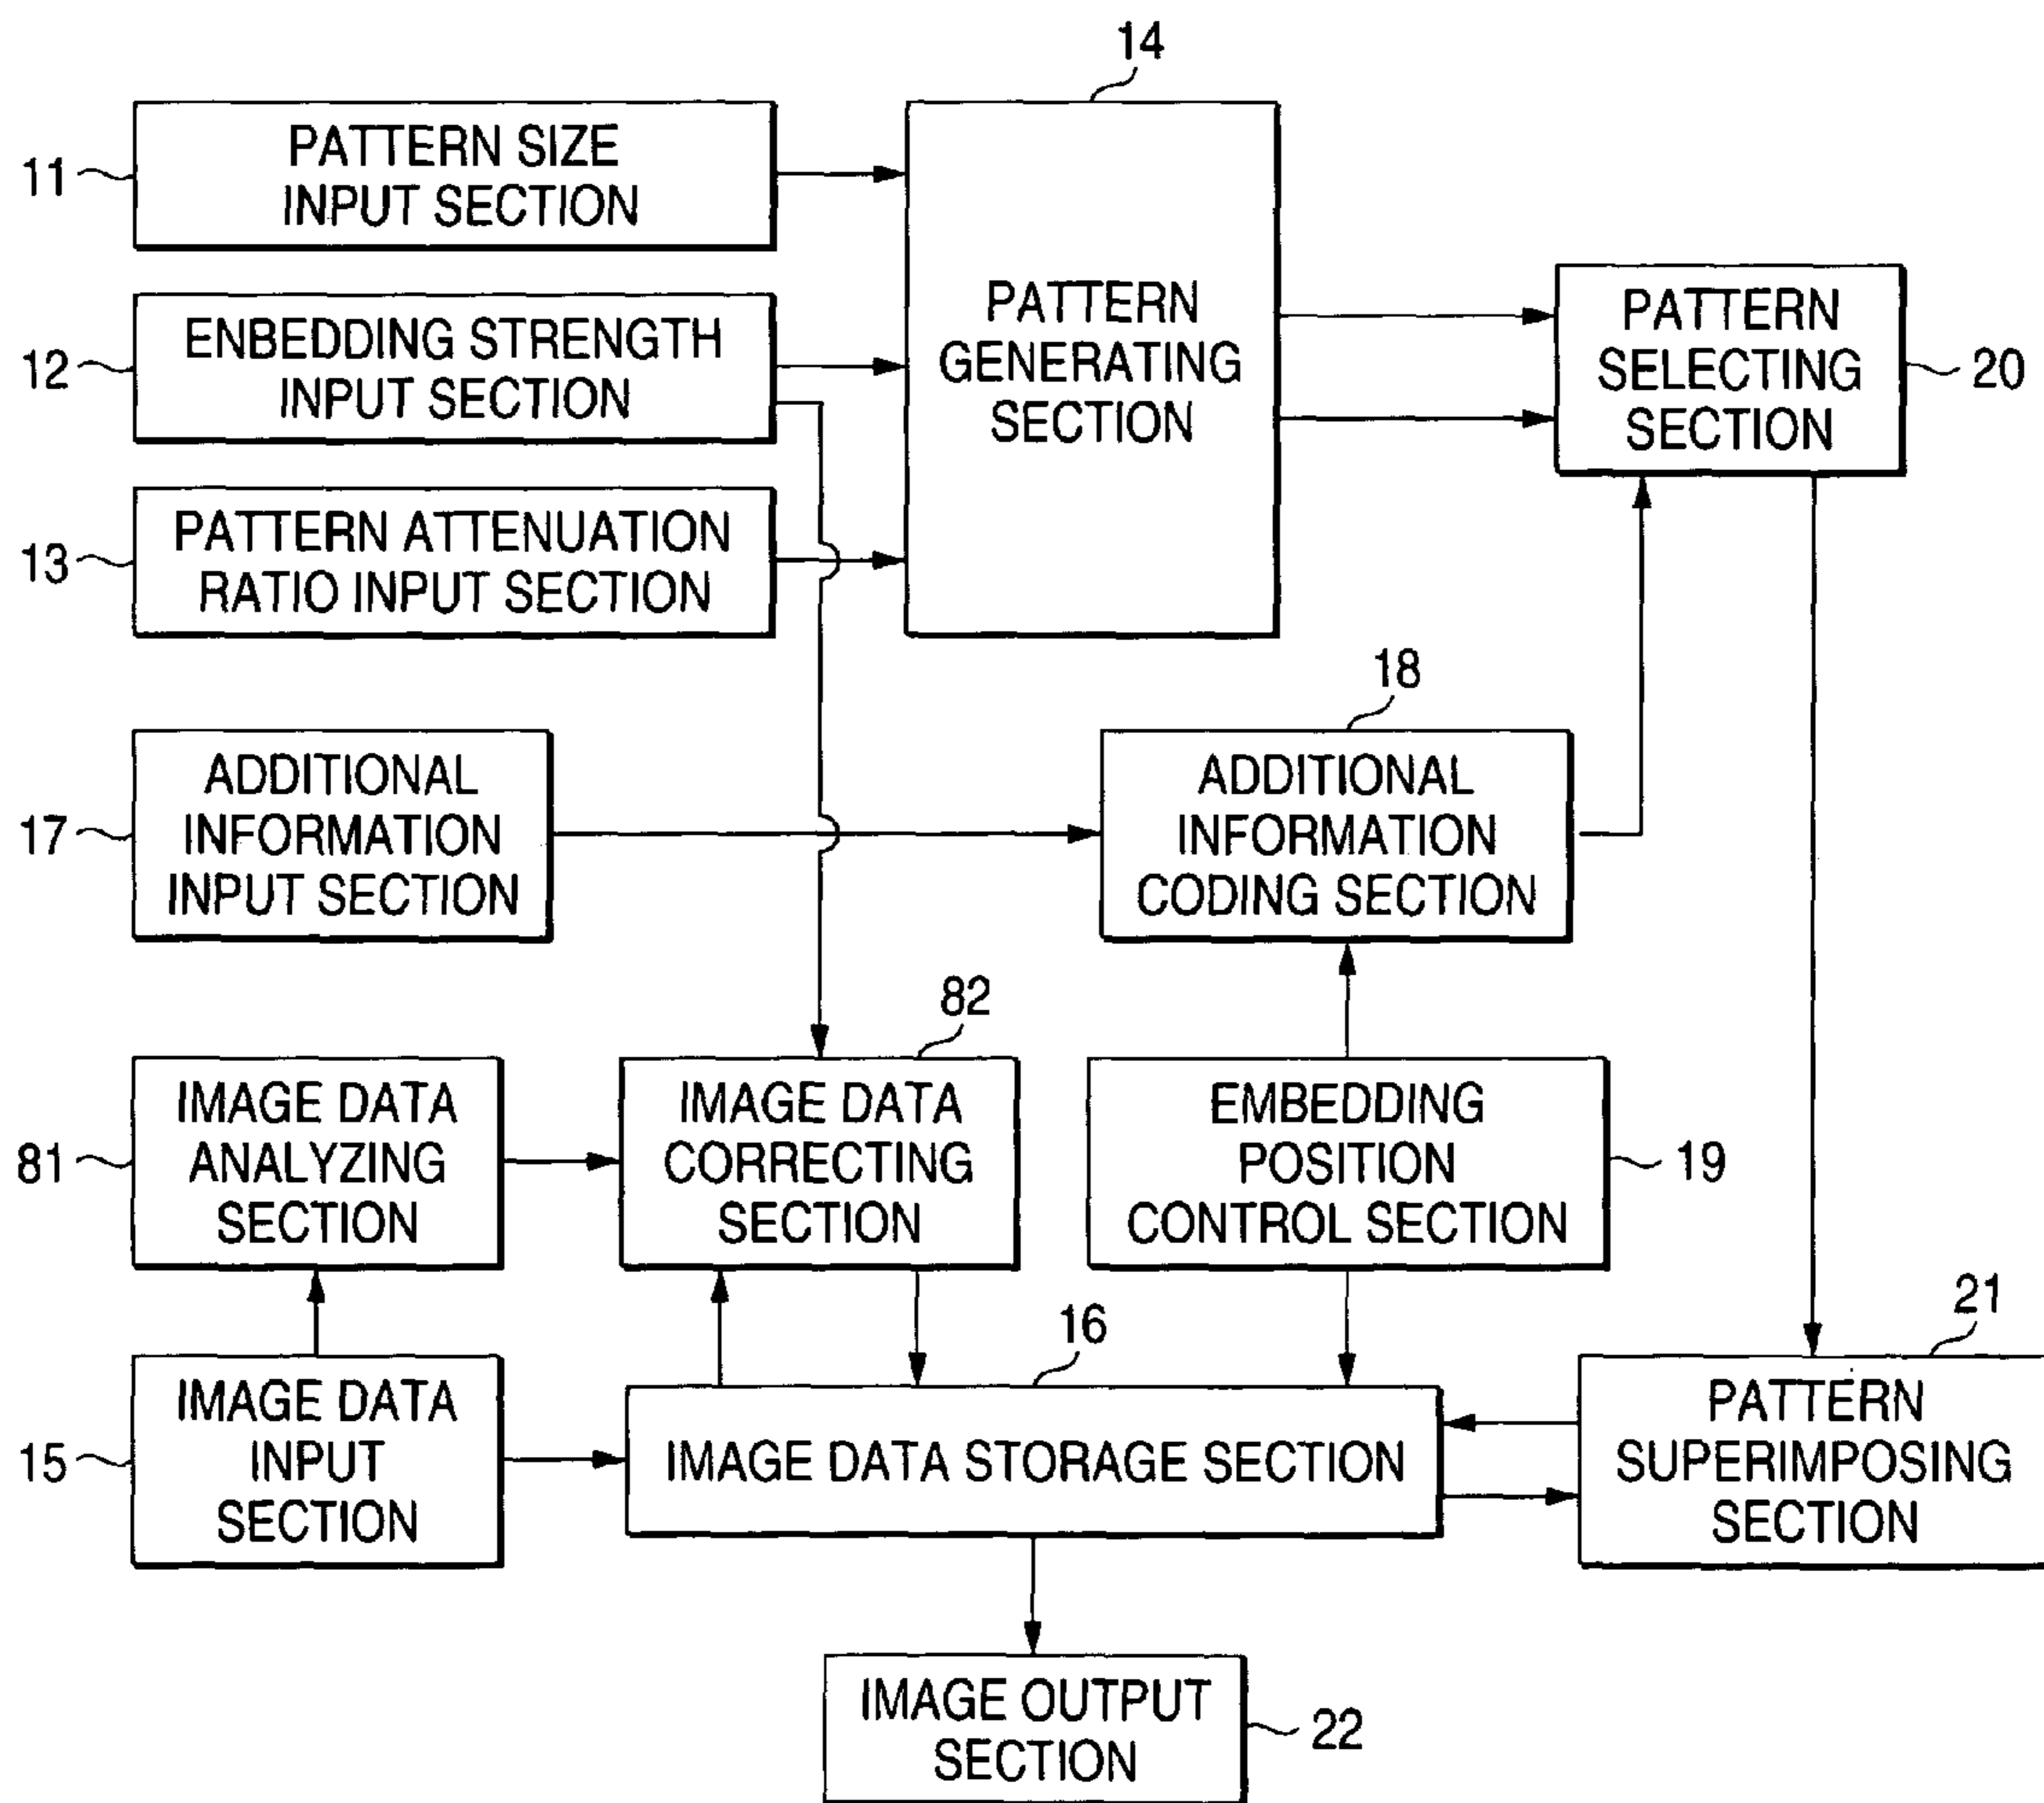 14
11
PATTERN SIZE
INPUT SECTION
12
ENBEDDING STRENGTH
INPUT SECTION
13
PATTERN ATTENUATION
RATIO INPUT SECTION
PATTERN
GENERATING
SECTION
PATTERN
SELECTING
SECTION
20
17
ADDITIONAL
INFORMATION
INPUT SECTION
18
ADDITIONAL
INFORMATION
CODING SECTION
81
IMAGE DATA
ANALYZING
SECTION
82
IMAGE DATA
CORRECTING
SECTION
EMBEDDING
POSITION
CONTROL SECTION
19
15
IMAGE DATA
INPUT
SECTION
16
IMAGE DATA STORAGE SECTION
21
PATTERN
SUPERIMPOSING
SECTION
IMAGE OUTPUT
SECTION
22